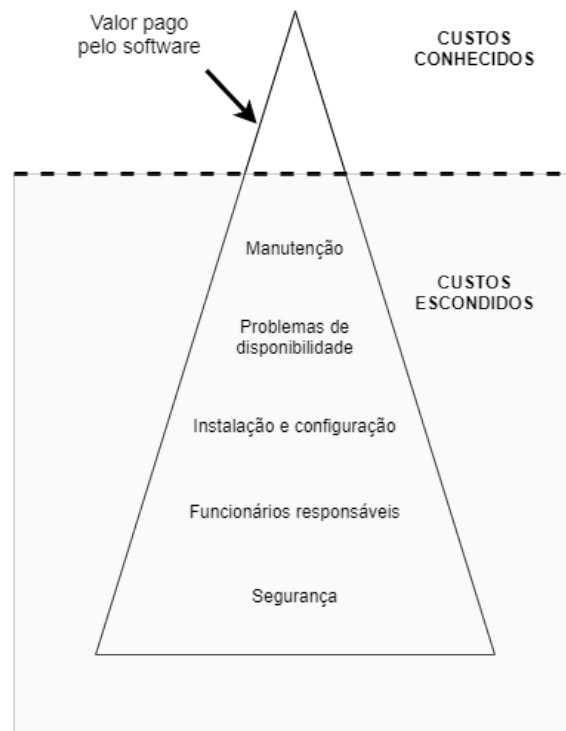 Valor pago
pelo software
CUSTOS
CONHECIDOS
Manutenção
CUSTOS
ESCONDIDOS
Problemas de
disponibilidade
Instalação e configuração
Funcionários responsáveis
Segurança